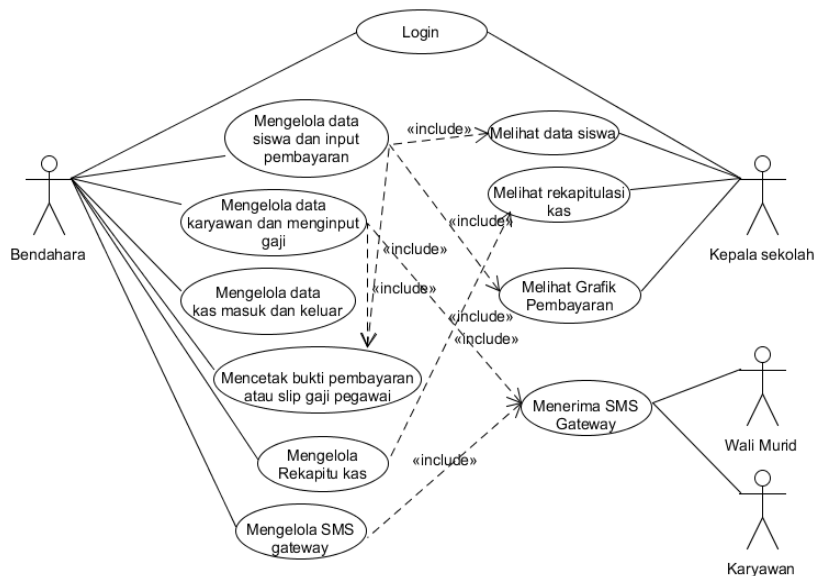 Login
Mengelola data
siswa dan input
pembayaran
«include»
Melihat data siswa
Mengelola data
karyawan dan menginput
gaji
Melihat rekapitulasi
kas
«include»
«include»
Bendahara
Kepala sekolah
Mengelola data
kas masuk dan keluar
«include»
Melihat Grafik
Pembayaran
«include»
«include»
Mencetak bukti pembayaran
atau slip gaji pegawai
Menerima SMS
Gateway
Wali Murid
Mengelola
Rekapitu kas
«include»
Mengelola SMS
gateway
Karyawan